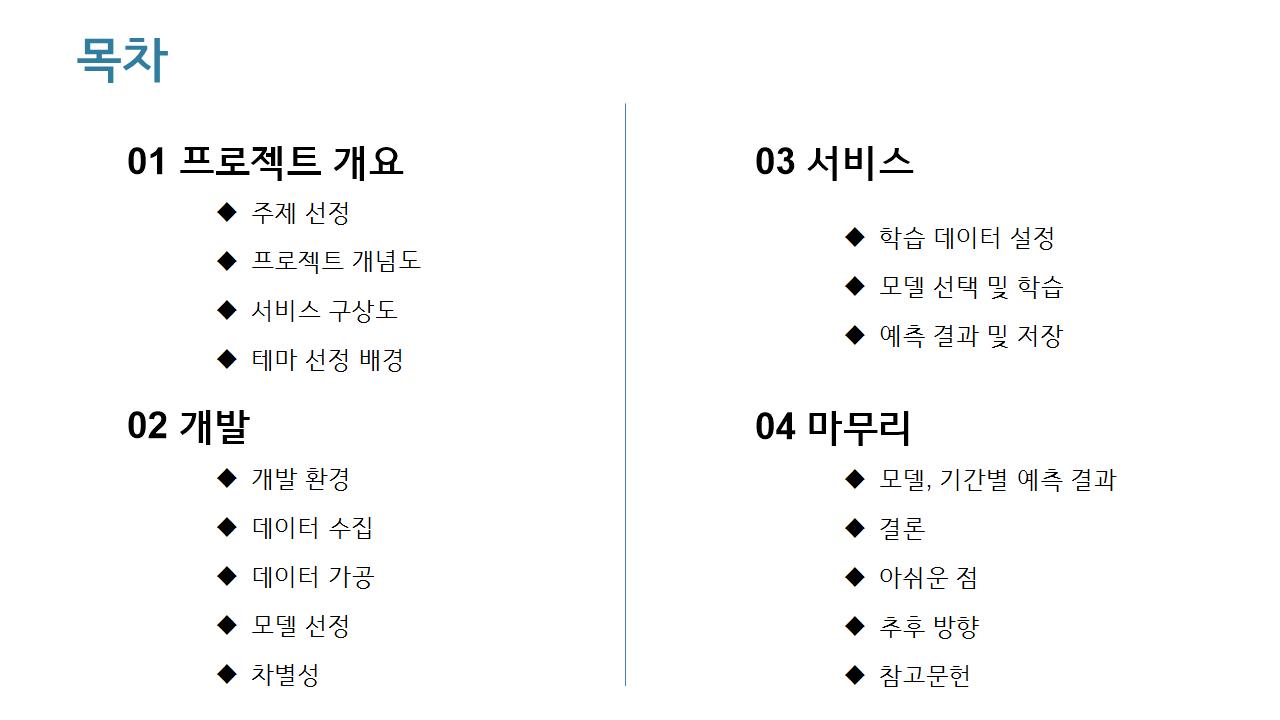 목차
01 프로젝트 개요
◆ 주제 선정
◆ 프로젝트 개념도
◆ 서비스 구상도
◆ 테마 선정 배경
02 개발
◆ 개발 환경
◆ 데이터 수집
◆ 데이터 가공
◆ 모델 선정
◆ 차별성
03 서비스
◆ 학습 데이터 설정
◆ 모델 선택 및 학습
◆ 예측 결과 및 저장
04 마무리
◆ 모델, 기간별 예측 결과
◆ 결론
◆ 아쉬운 점
◆ 추후 방향
◆ 참고문헌